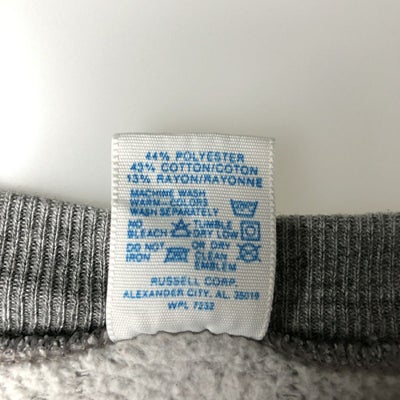 44% POLYESTER
43% COTTON/COTON
13% RAYON/RAYONNE
MACHINE WASH
WARM - COLORS
WASH SEPARATELY
NO BLEACH
TUMBLE DRY LOW
DO NOT IRON
OR DRY CLEAN
EMBLEM
RUSSELL CORP.
ALEXANDER CITY, AL. 35010
WPL 7232